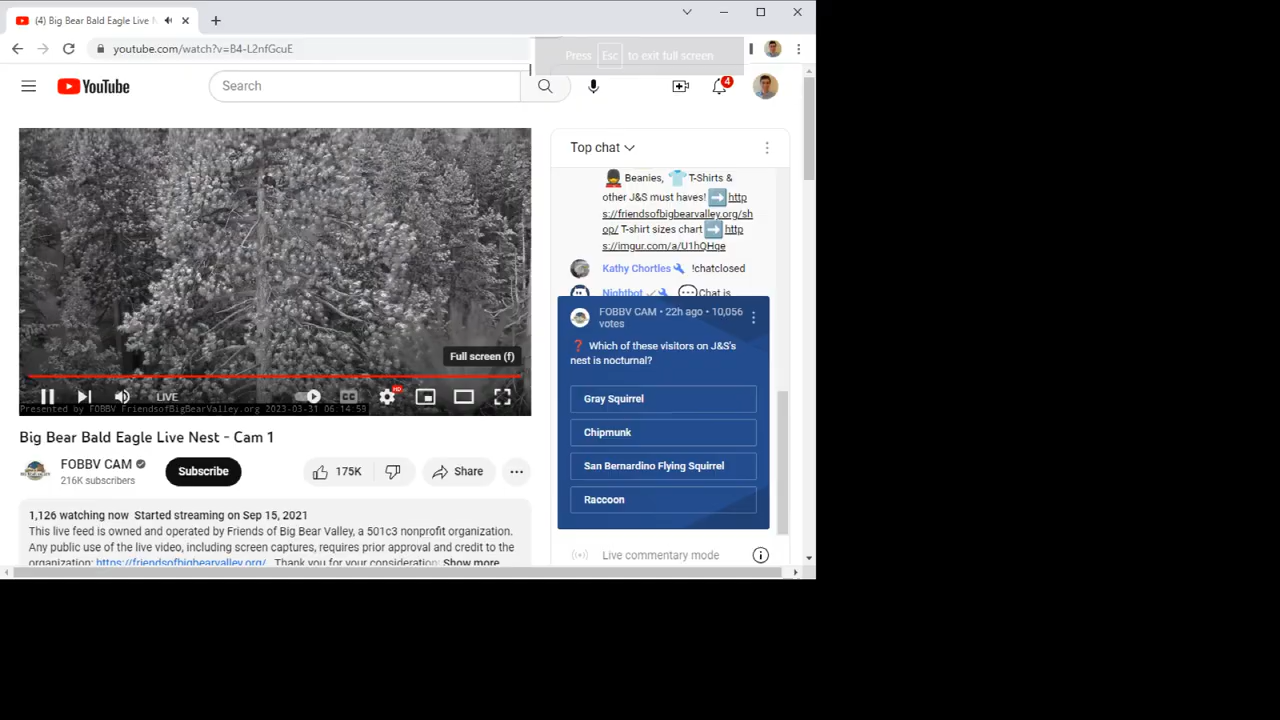 (4) Big Bear Bald Eagle Live N
youtube.com/watch?v=B4-L2nfGcuE
Press Esc to exit full screen
YouTube
Search
4
Top chat
Beanies, T-Shirts &
other J&S must haves! http
s://friendsofbigbearvalley.org/sh
op/ T-shirt sizes chart http
s://imgur.com/a/U1hQHqe
Kathy Chortles !chatclosed
Nightbot Chat is
FOBBV CAM • 22h ago • 10,056
votes
❓ Which of these visitors on J&S's
nest is nocturnal?
Gray Squirrel
Chipmunk
San Bernardino Flying Squirrel
Raccoon
Live commentary mode
Full screen (f)
LIVE
CC
HD
Presented by FOBBV FriendsofBigBearValley.org 2023-03-31 06:14:59
Big Bear Bald Eagle Live Nest - Cam 1
FOBBV CAM
216K subscribers
Subscribe
175K
Share
1,126 watching now Started streaming on Sep 15, 2021
This live feed is owned and operated by Friends of Big Bear Valley, a 501c3 nonprofit organization.
Any public use of the live video, including screen captures, requires prior approval and credit to the
organization: https://friendsofbigbearvalley.org/ Thank you for your consideration Show more